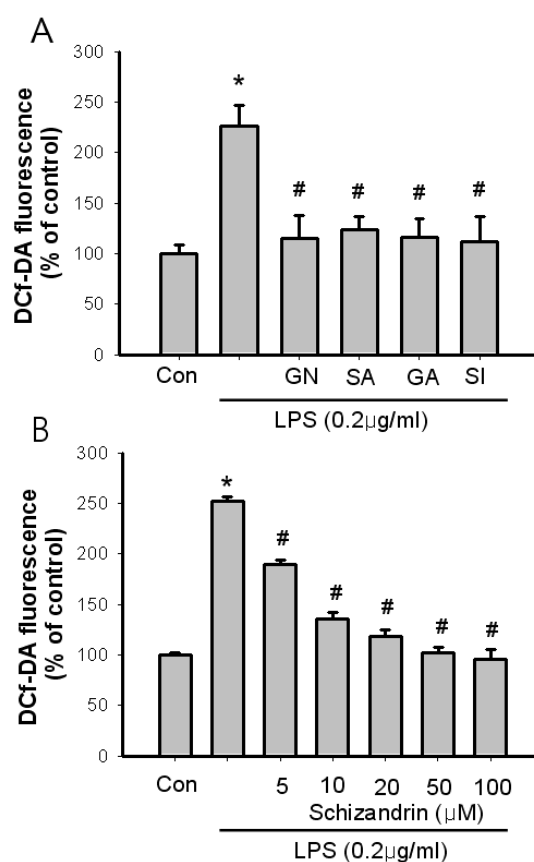 A
DCf-DA fluorescence
(% of control)
300
250
200
150
100
50
0
*
#
#
#
#
Con
GN
SA
GA
SI
LPS (0.2µg/ml)
B
DCf-DA fluorescence
(% of control)
300
250
200
150
100
50
0
*
#
#
#
#
#
Con
5
10
20
50
100
Schizandrin (µM)
LPS (0.2µg/ml)